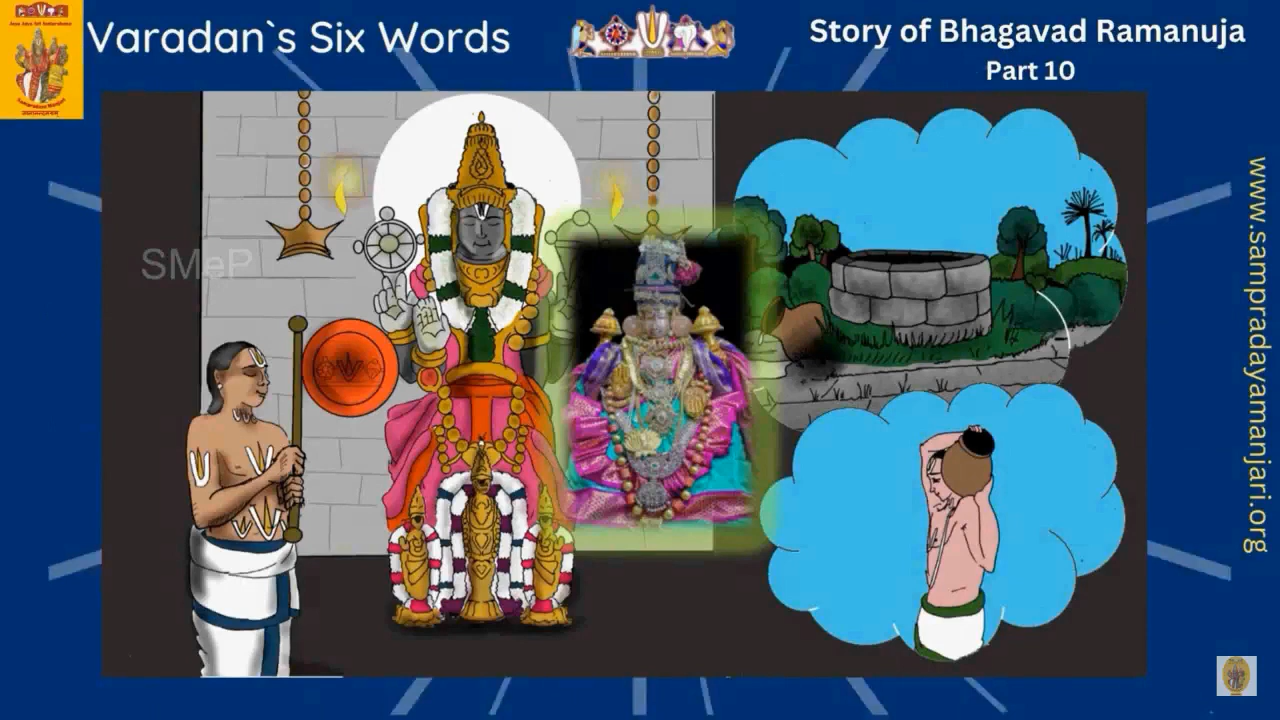 Varadan`s Six Words
Story of Bhagavad Ramanuja
Part 10
SMeP
www.sampradayamanjari.org